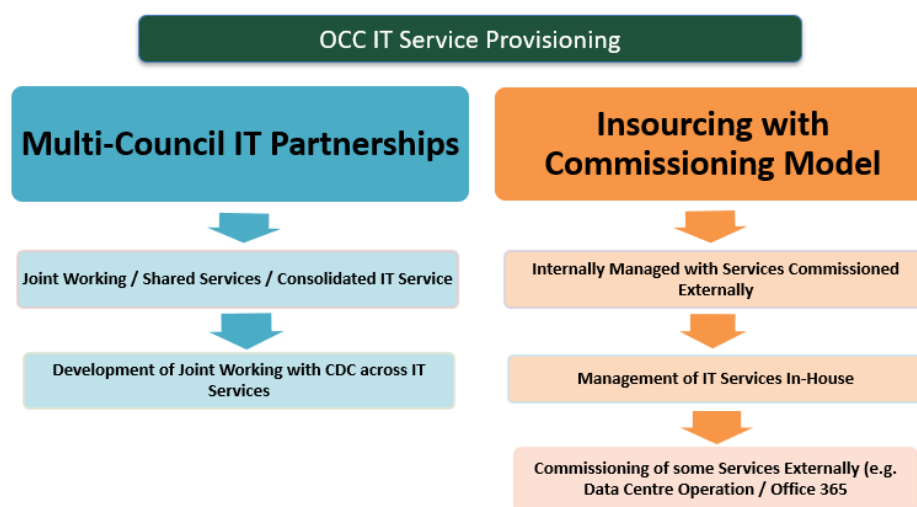 OCC IT Service Provisioning
Multi-Council IT Partnerships
Joint Working / Shared Services / Consolidated IT Service
Development of Joint Working with CDC across IT
Services
Insourcing with
Commissioning Model
Internally Managed with Services Commissioned
Externally
Management of IT Services In-House
Commissioning of some Services Externally (e.g.
Data Centre Operation / Office 365